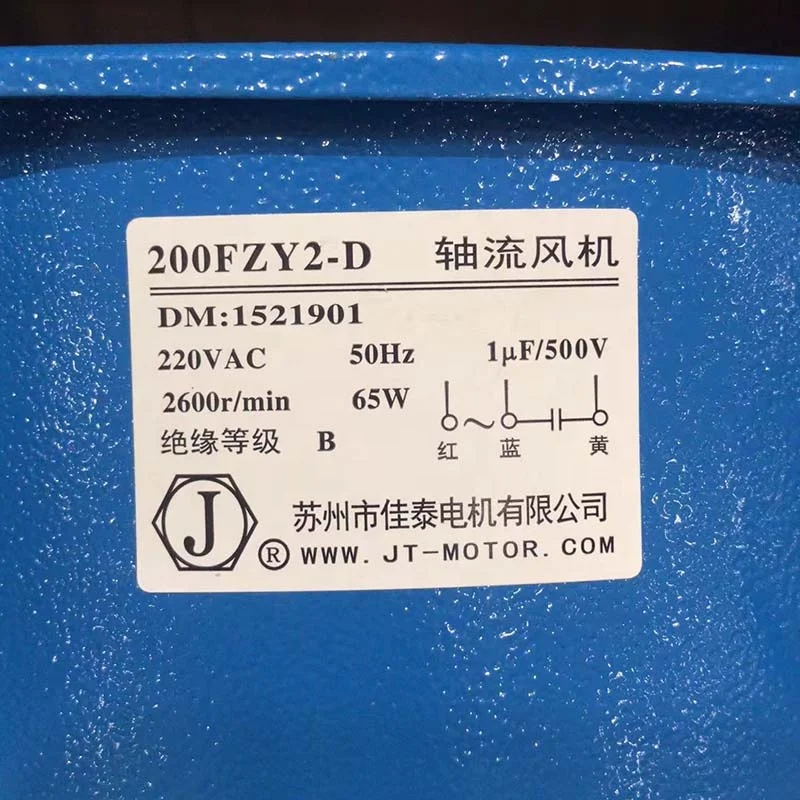 200FZY2-D 轴流风机
DM:1521901
220VAC 50Hz 1μF/500V
2600r/min 65W
绝缘等级 B
红 ~ 蓝 黄
J
苏州市佳泰电机有限公司
® WWW.JT-MOTOR.COM